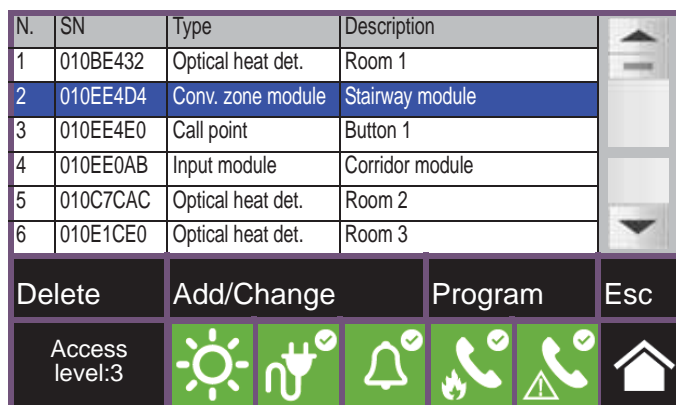 N. SN Type Description
1 010BE432 Optical heat det. Room 1
2 010EE4D4 Conv. zone module Stairway module
3 010EE4E0 Call point Button 1
4 010EE0AB Input module Corridor module
5 010C7CAC Optical heat det. Room 2
6 010E1CE0 Optical heat det. Room 3
Delete Add/Change Program Esc
Access
level:3